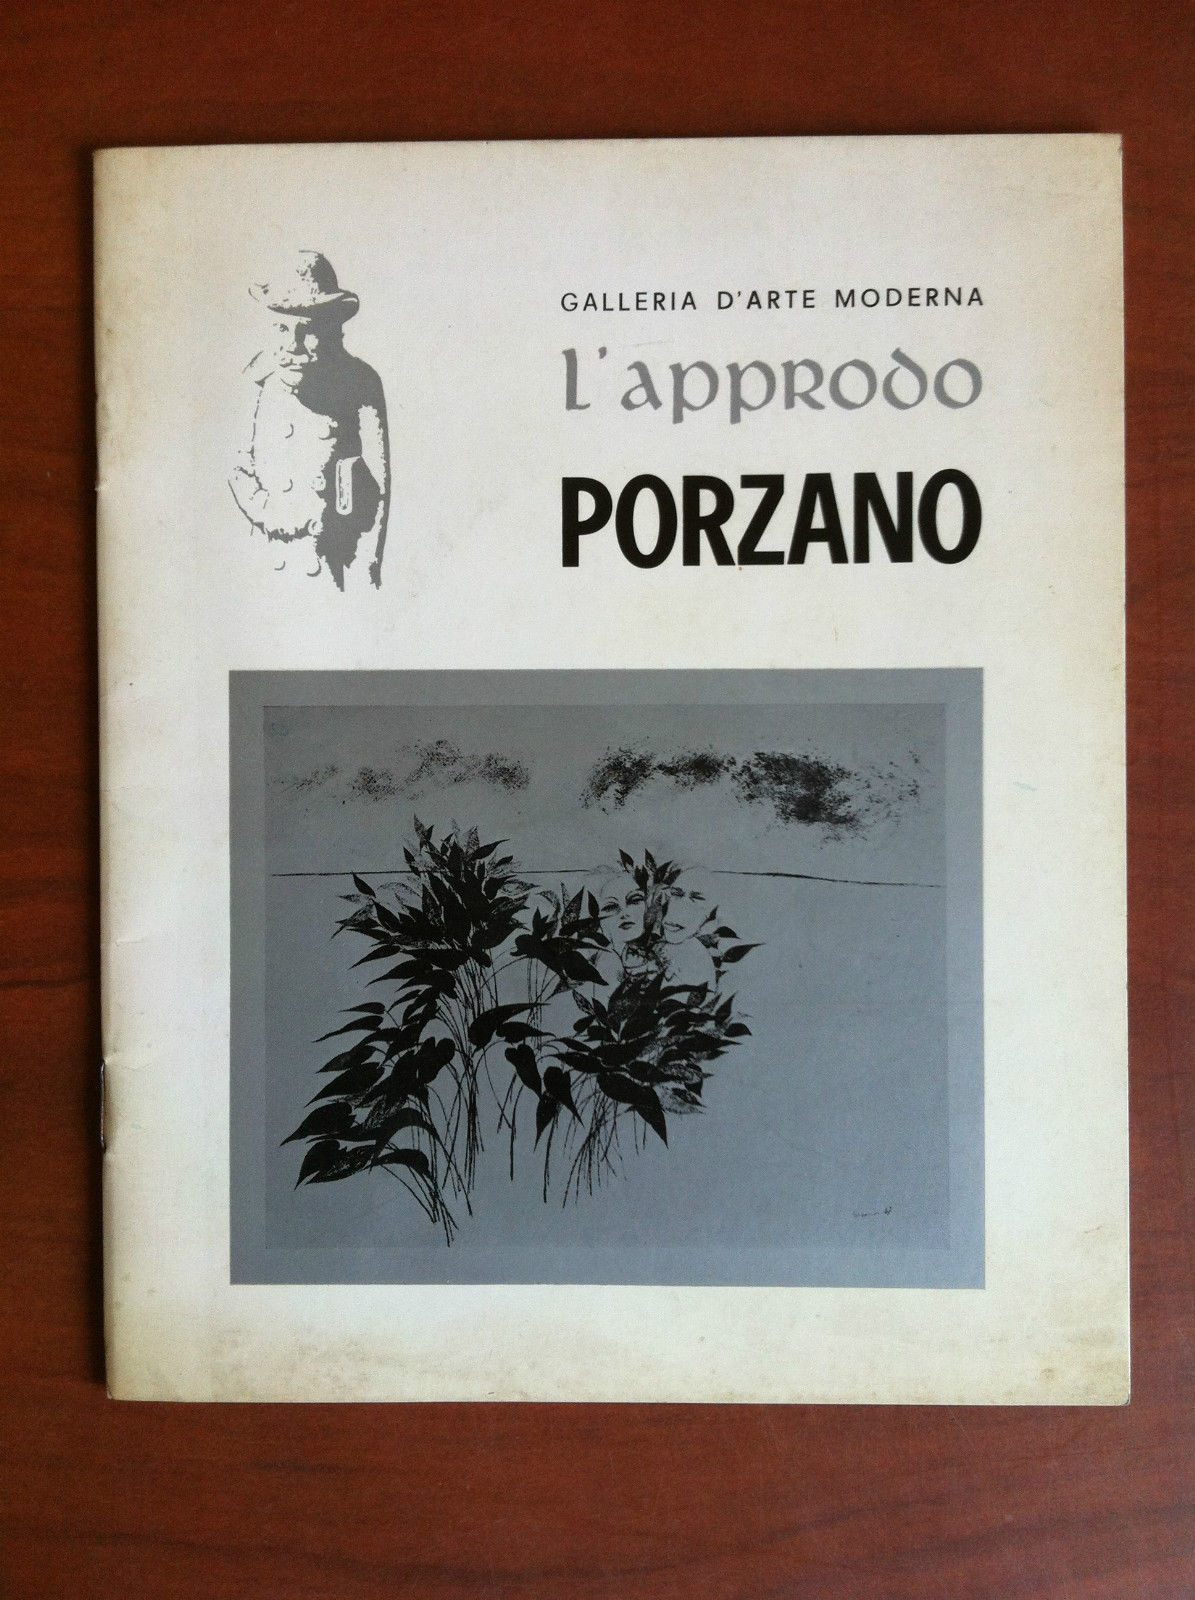 GALLERIA D'ARTE MODERNA
l'approdo
PORZANO